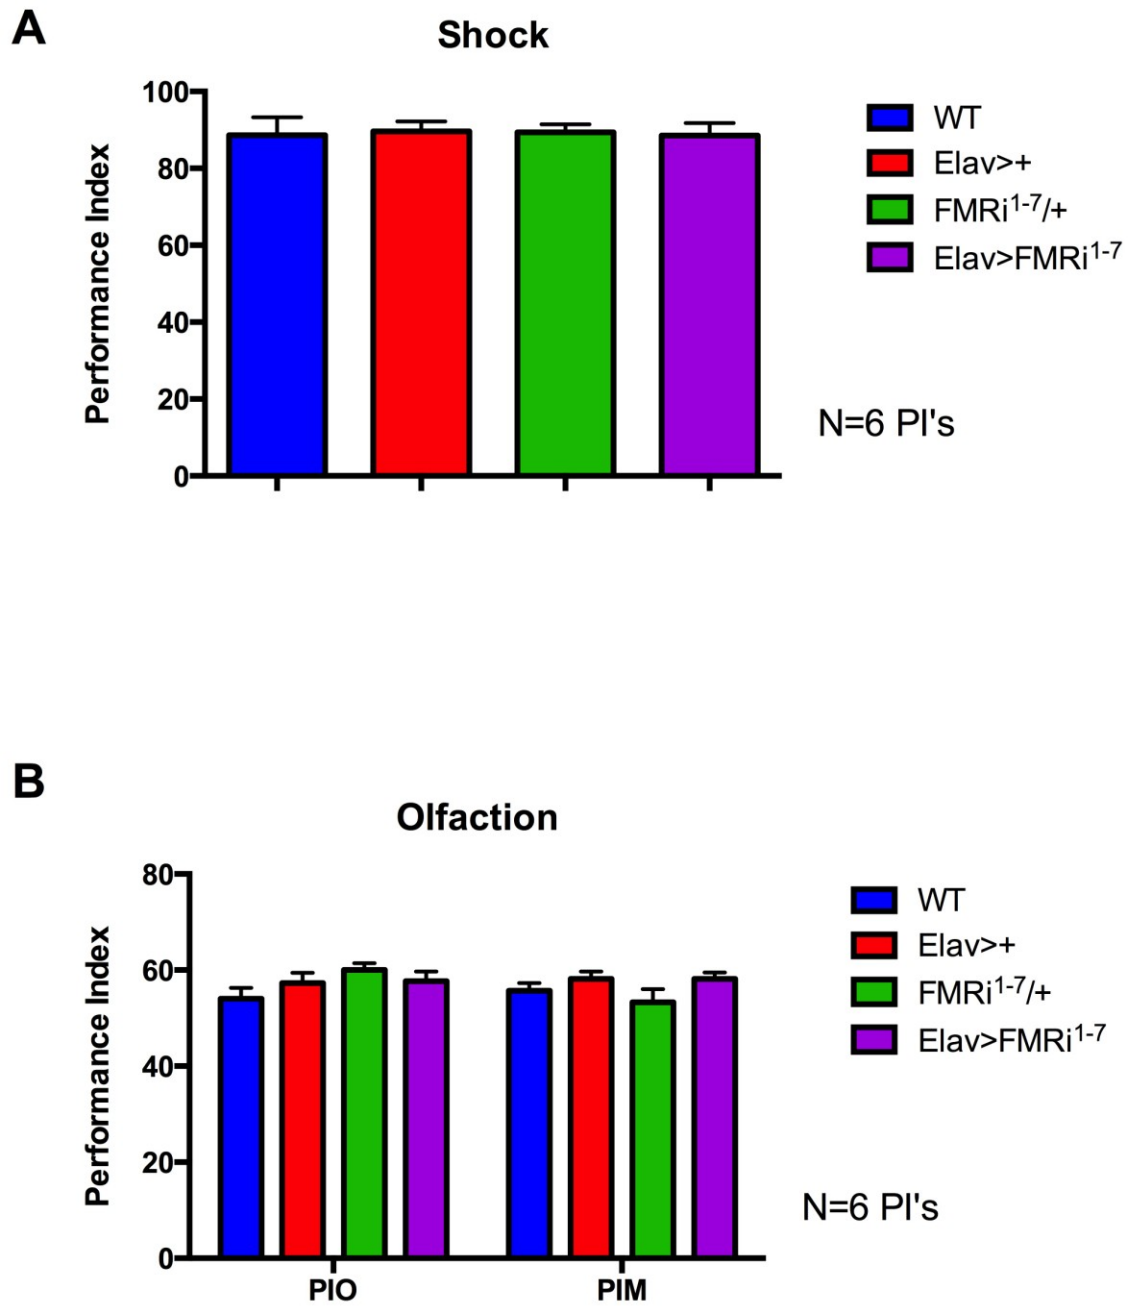 A
Shock
Performance Index
100
80
60
40
20
0
WT
Elav>+
FMRi¹⁻⁷/+
Elav>FMRi¹⁻⁷
N=6 PI's
B
Olfaction
Performance Index
80
60
40
20
0
PIO
PIM
WT
Elav>+
FMRi¹⁻⁷/+
Elav>FMRi¹⁻⁷
N=6 PI's